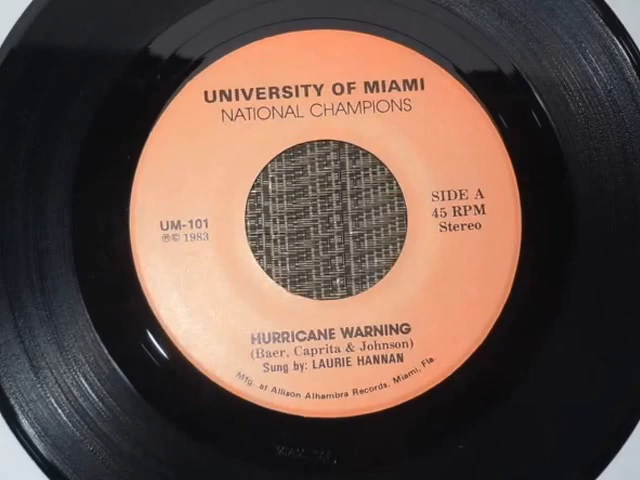 UNIVERSITY OF MIAMI
NATIONAL CHAMPIONS
SIDE A
45 RPM
Stereo
UM-101
℗© 1983
HURRICANE WARNING
(Baer, Caprita & Johnson)
Sung by: LAURIE HANNAN
Mfg. at Allison Alhambra Records, Miami, Fla.